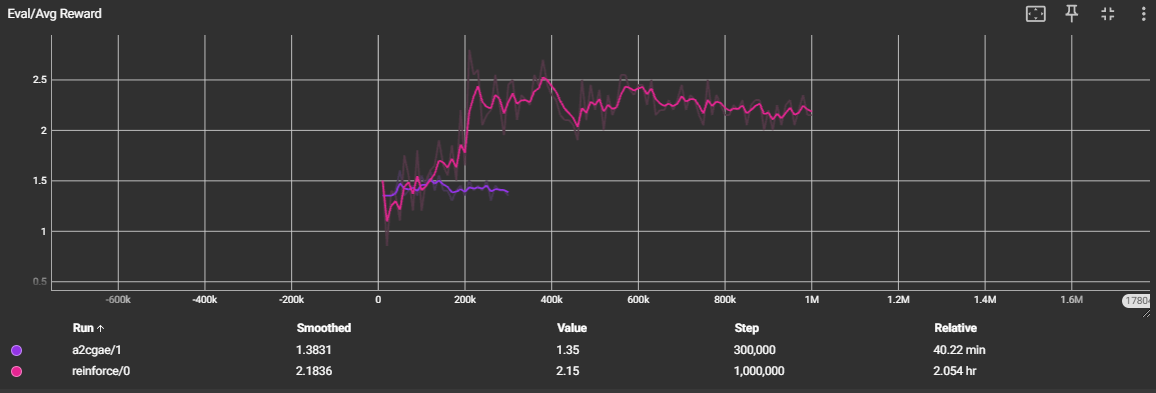 Eval/Avg Reward
2.5
2
1.5
1
0.5
-600k -400k -200k 0 200k 400k 600k 800k 1M 1.2M 1.4M 1.6M
Run Smoothed Value Step Relative
a2cgae/1 1.3831 1.35 300,000 40.22 min
reinforce/0 2.1836 2.15 1,000,000 2.054 hr